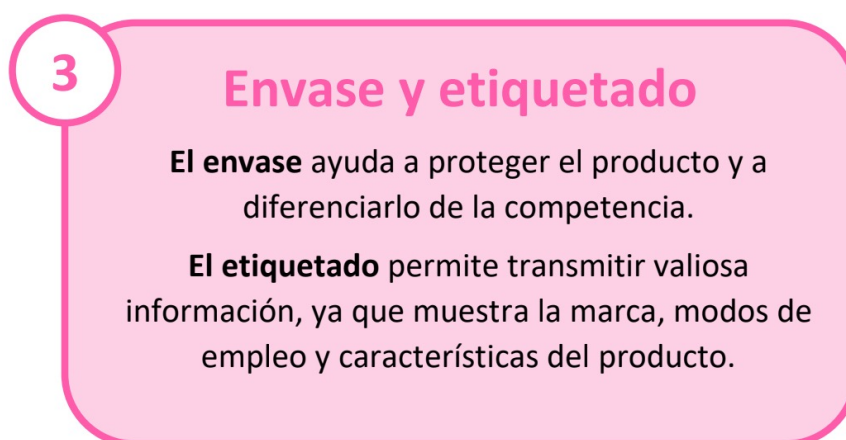 3
Envase y etiquetado
El envase ayuda a proteger el producto y a
diferenciarlo de la competencia.
El etiquetado permite transmitir valiosa
información, ya que muestra la marca, modos de
empleo y características del producto.